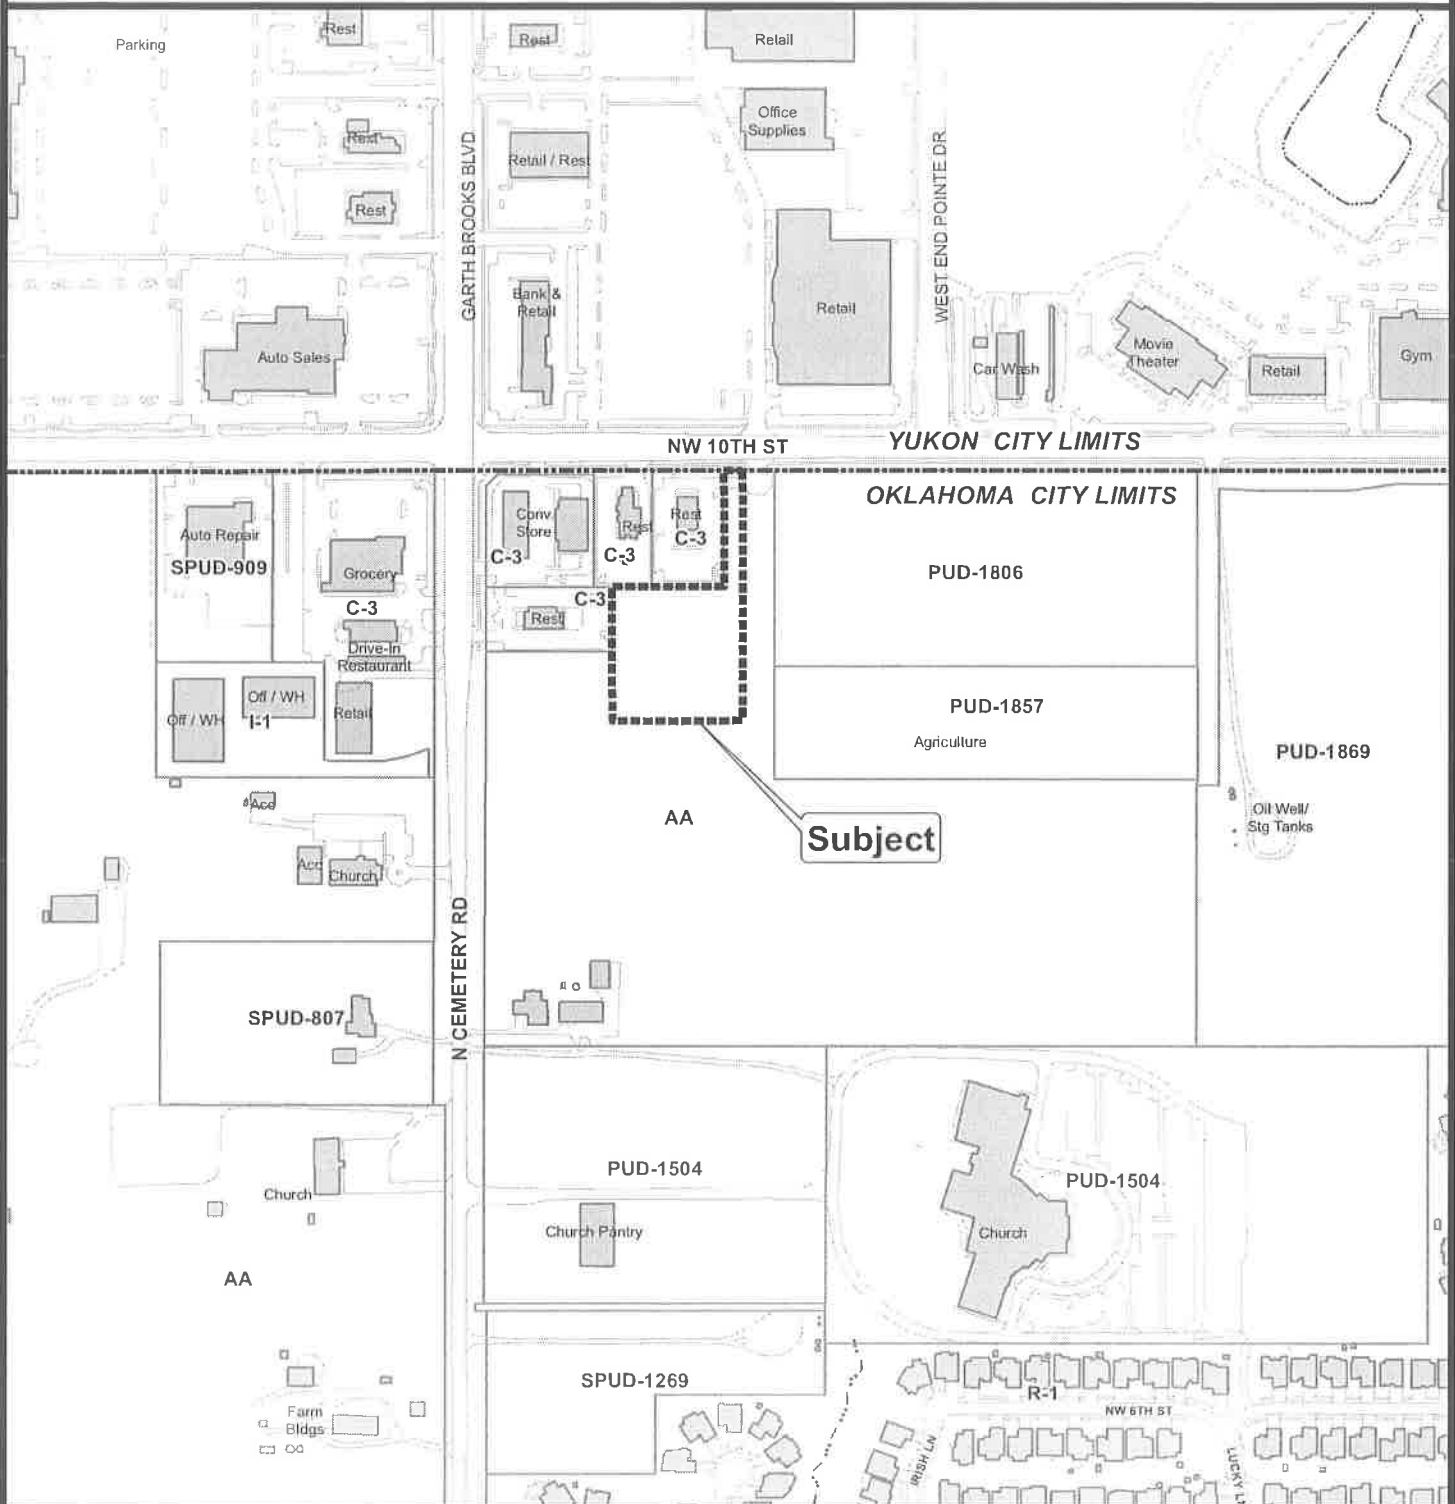 Rest
Rest
Retail
Parking
Office
Supplies
Rest
Retail / Rest
Rest
GARTH BROOKS BLVD
WEST END POINTE DR
Bank &
Retail
Retail
Auto Sales
Car Wash
Movie
Theater
Retail
Gym
NW 10TH ST
YUKON CITY LIMITS
OKLAHOMA CITY LIMITS
Auto Repair
SPUD-909
Grocery
C-3
Drive-In
Restaurant
Conv.
Store
C-3
Rest
C-3
Rest
C-3
C-3
Rest
PUD-1806
PUD-1857
Agriculture
PUD-1869
Off / WH
Off / WH
I-1
Retail
Oil Well/
Stg Tanks
AA
Subject
Acc
Acc
Church
N CEMETERY RD
SPUD-807
PUD-1504
PUD-1504
Church
Church Pantry
Church
AA
SPUD-1269
R-1
NW 6TH ST
Farm
Bldgs
IRISH LN